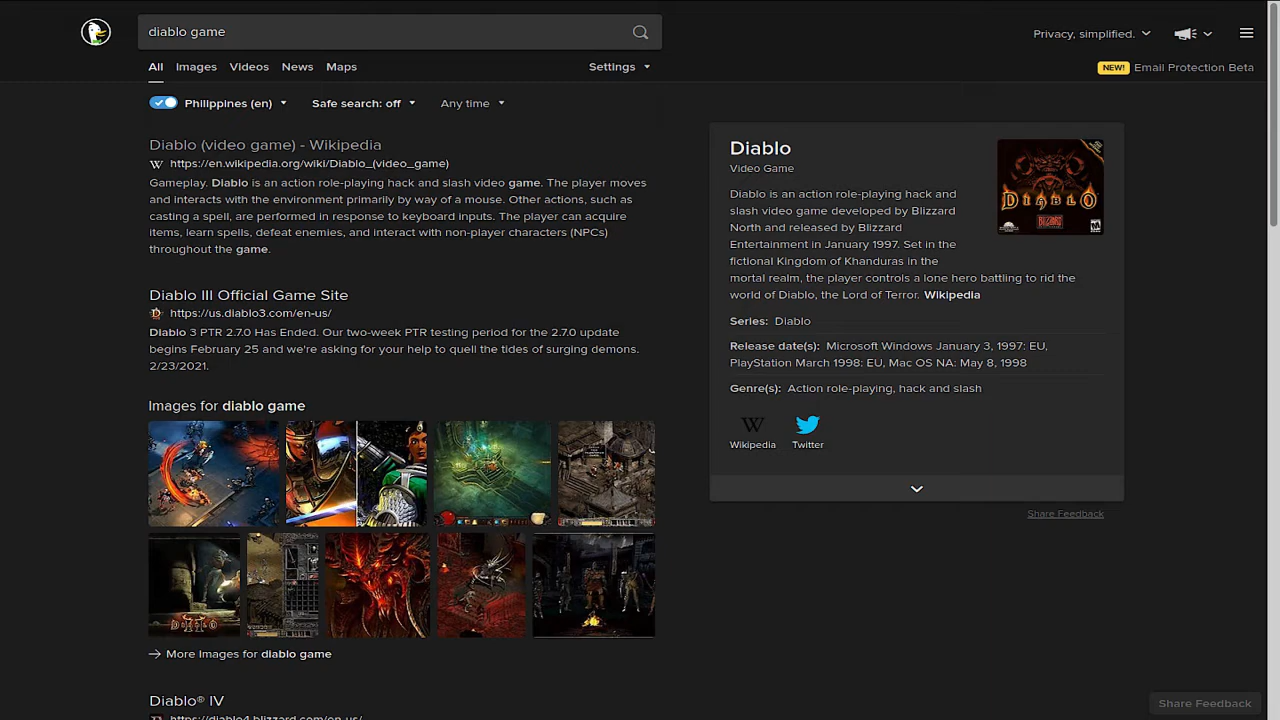 diablo game
Privacy, simplified.
All Images Videos News Maps
Settings
NEW! Email Protection Beta
Philippines (en) Safe search: off Any time
Diablo (video game) - Wikipedia
W https://en.wikipedia.org/wiki/Diablo_(video_game)
Gameplay. Diablo is an action role-playing hack and slash video game. The player moves
and interacts with the environment primarily by way of a mouse. Other actions, such as
casting a spell, are performed in response to keyboard inputs. The player can acquire
items, learn spells, defeat enemies, and interact with non-player characters (NPCs)
throughout the game.
Diablo III Official Game Site
https://us.diablo3.com/en-us/
Diablo 3 PTR 2.7.0 Has Ended. Our two-week PTR testing period for the 2.7.0 update
begins February 25 and we're asking for your help to quell the tides of surging demons.
2/23/2021.
Images for diablo game
DIABLO
II
More Images for diablo game
Diablo® IV
https://diablo4.blizzard.com/en-us/
Diablo
Video Game
DIABLO
BLIZZARD
M
Diablo is an action role-playing hack and
slash video game developed by Blizzard
North and released by Blizzard
Entertainment in January 1997. Set in the
fictional Kingdom of Khanduras in the
mortal realm, the player controls a lone hero battling to rid the
world of Diablo, the Lord of Terror. Wikipedia
Series: Diablo
Release date(s): Microsoft Windows January 3, 1997: EU,
PlayStation March 1998: EU, Mac OS NA: May 8, 1998
Genre(s): Action role-playing, hack and slash
W
Wikipedia Twitter
Share Feedback
Share Feedback